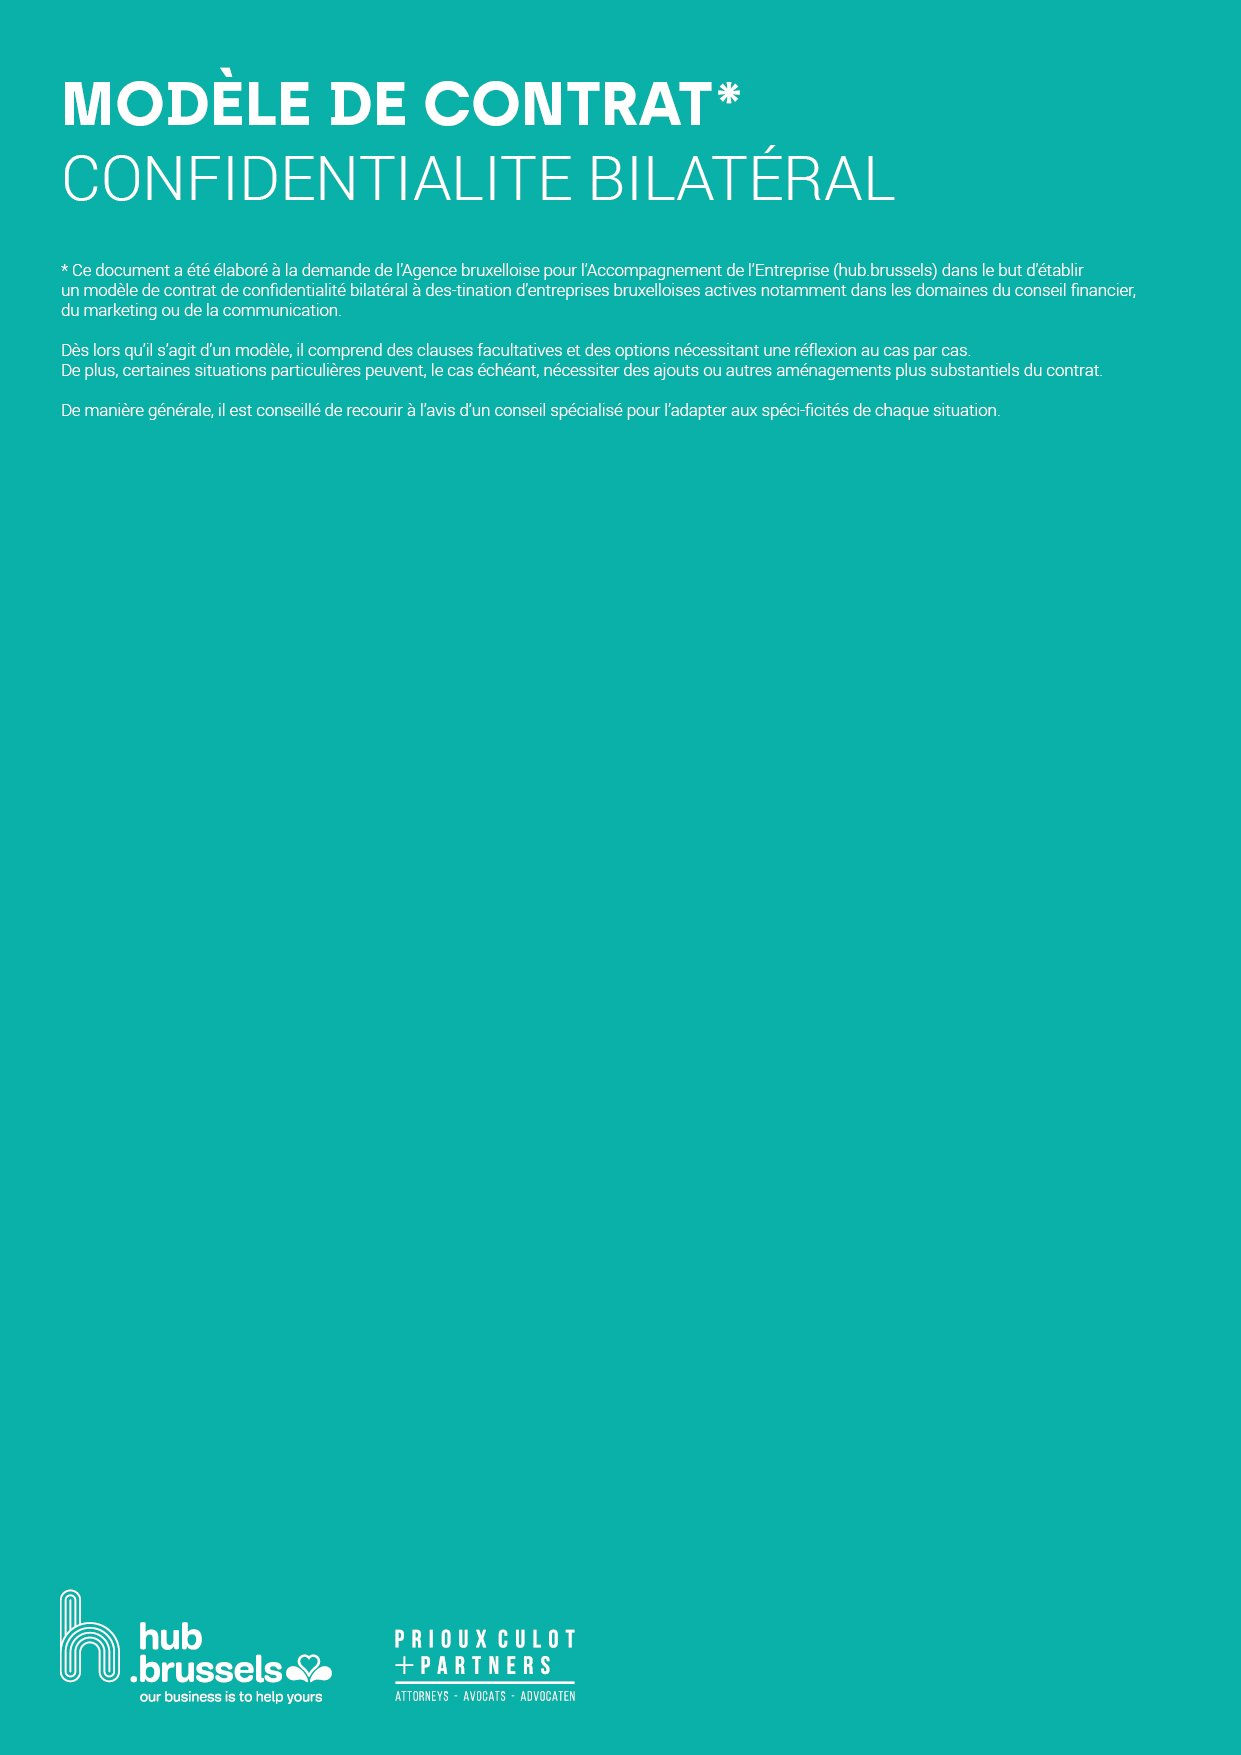 MODÈLE DE CONTRAT*
CONFIDENTIALITE BILATÉRAL
* Ce document a été élaboré à la demande de l’Agence bruxelloise pour l’Accompagnement de l’Entreprise (hub.brussels) dans le but d’établir
un modèle de contrat de confidentialité bilatéral à des-tination d’entreprises bruxelloises actives notamment dans les domaines du conseil financier,
du marketing ou de la communication.
Dès lors qu’il s’agit d’un modèle, il comprend des clauses facultatives et des options nécessitant une réflexion au cas par cas.
De plus, certaines situations particulières peuvent, le cas échéant, nécessiter des ajouts ou autres aménagements plus substantiels du contrat.
De manière générale, il est conseillé de recourir à l’avis d’un conseil spécialisé pour l’adapter aux spéci-ficités de chaque situation.
hub
.brussels
our business is to help yours
PRIOUX CULOT
+PARTNERS
ATTORNEYS - AVOCATS - ADVOCATEN